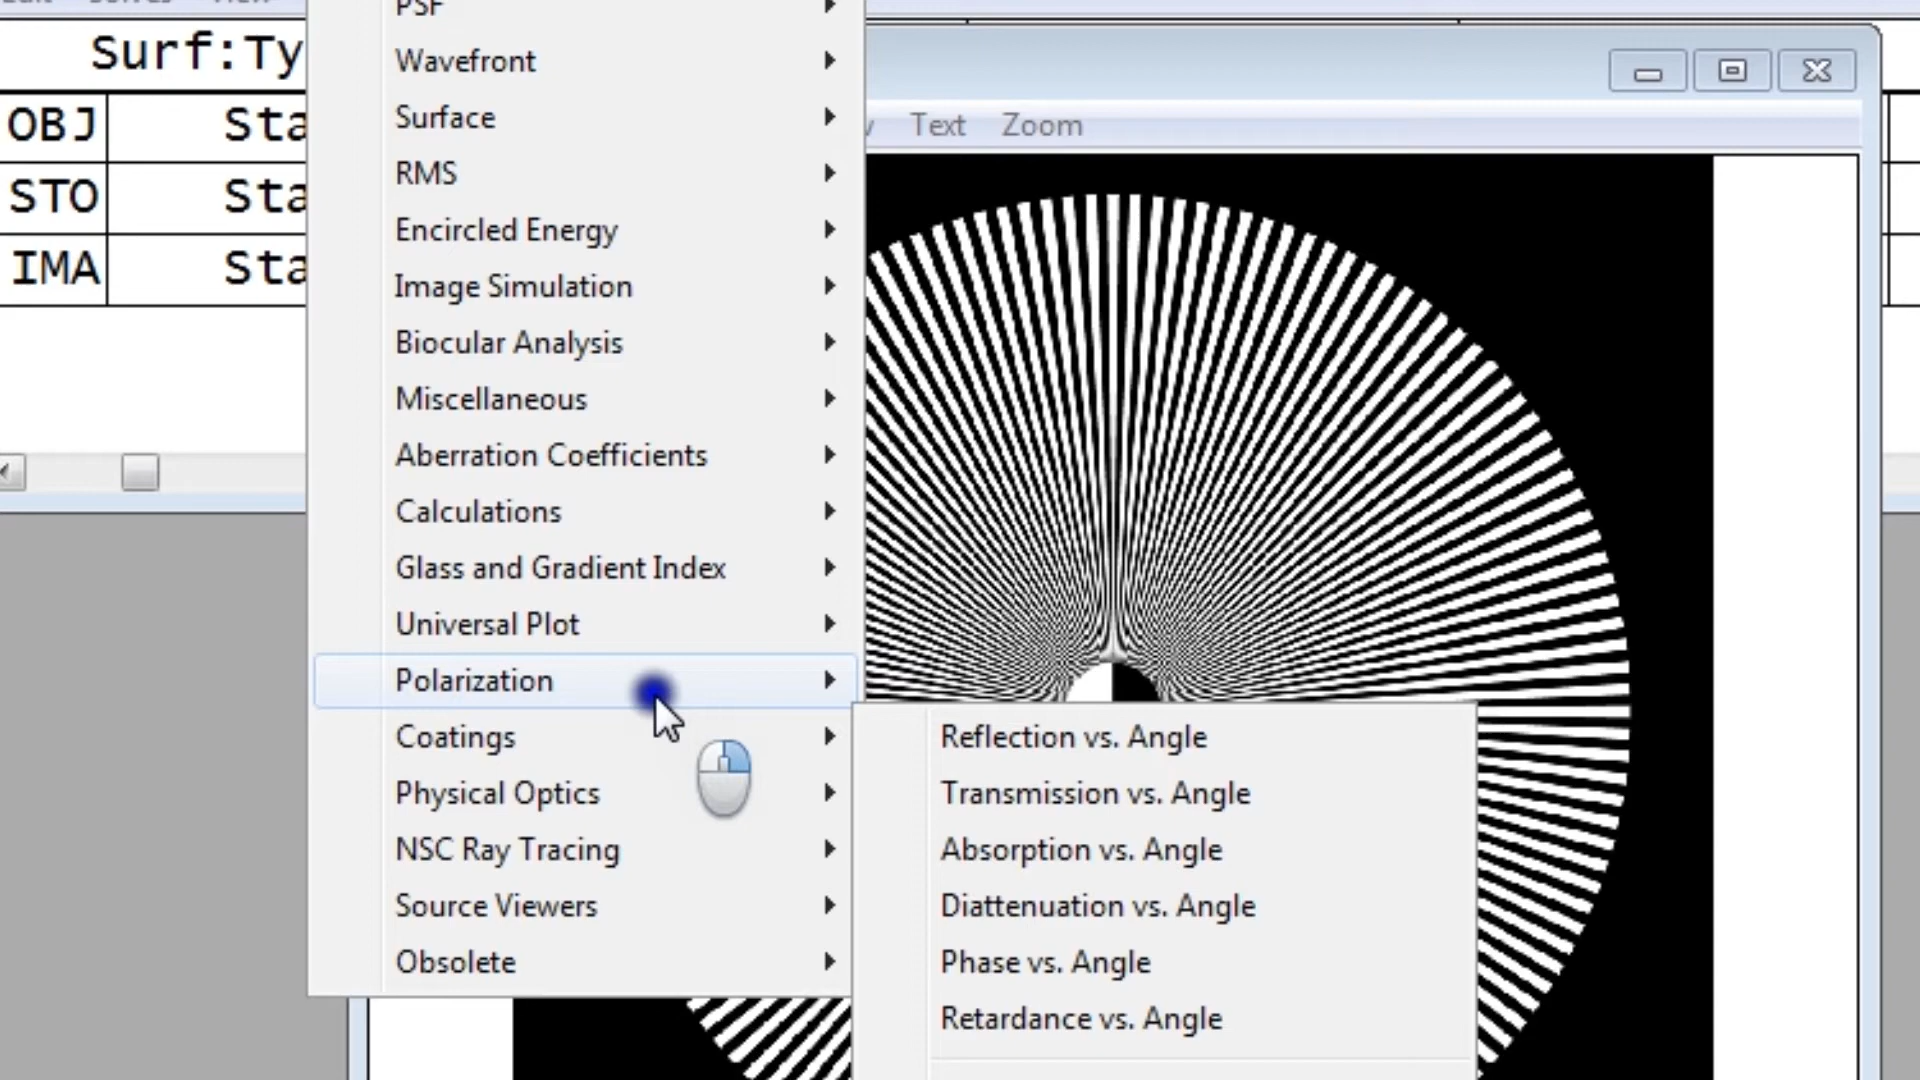 PSF
Surf:Ty
Wavefront
Surface
Text Zoom
OBJ Sta
RMS
STO Sta
Encircled Energy
IMA Sta
Image Simulation
Biocular Analysis
Miscellaneous
Aberration Coefficients
Calculations
Glass and Gradient Index
Universal Plot
Polarization
Coatings
Physical Optics
NSC Ray Tracing
Source Viewers
Obsolete
Reflection vs. Angle
Transmission vs. Angle
Absorption vs. Angle
Diattenuation vs. Angle
Phase vs. Angle
Retardance vs. Angle